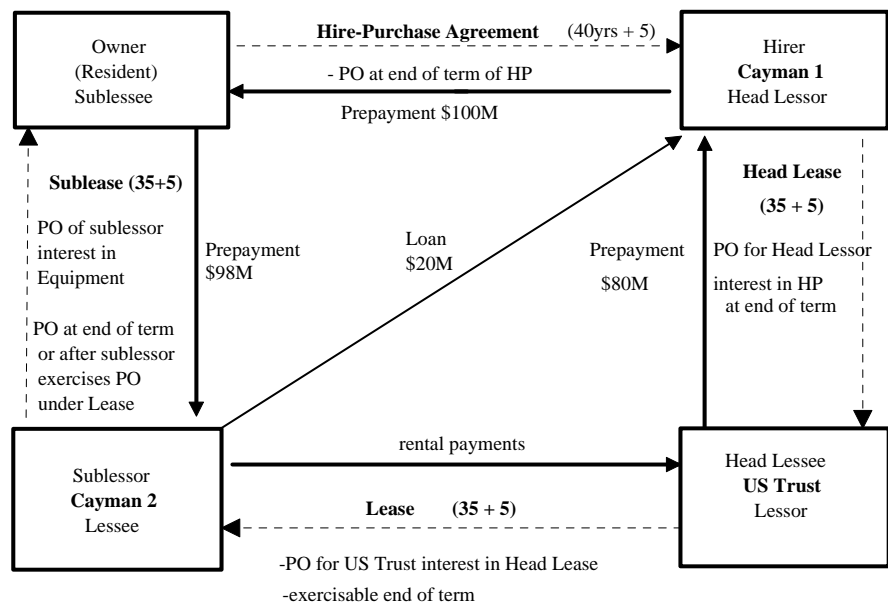 Owner
(Resident)
Sublessee
Hire-Purchase Agreement (40yrs + 5)
- PO at end of term of HP
Prepayment $100M
Hirer
Cayman 1
Head Lessor
Sublease (35+5)
PO of sublessor
interest in
Equipment
PO at end of term
or after sublessor
exercises PO
under Lease
Prepayment
$98M
Loan
$20M
Prepayment
$80M
Head Lease
(35 + 5)
PO for Head Lessor
interest in HP
at end of term
Sublessor
Cayman 2
Lessee
rental payments
Lease (35 + 5)
-PO for US Trust interest in Head Lease
-exercisable end of term
Head Lessee
US Trust
Lessor